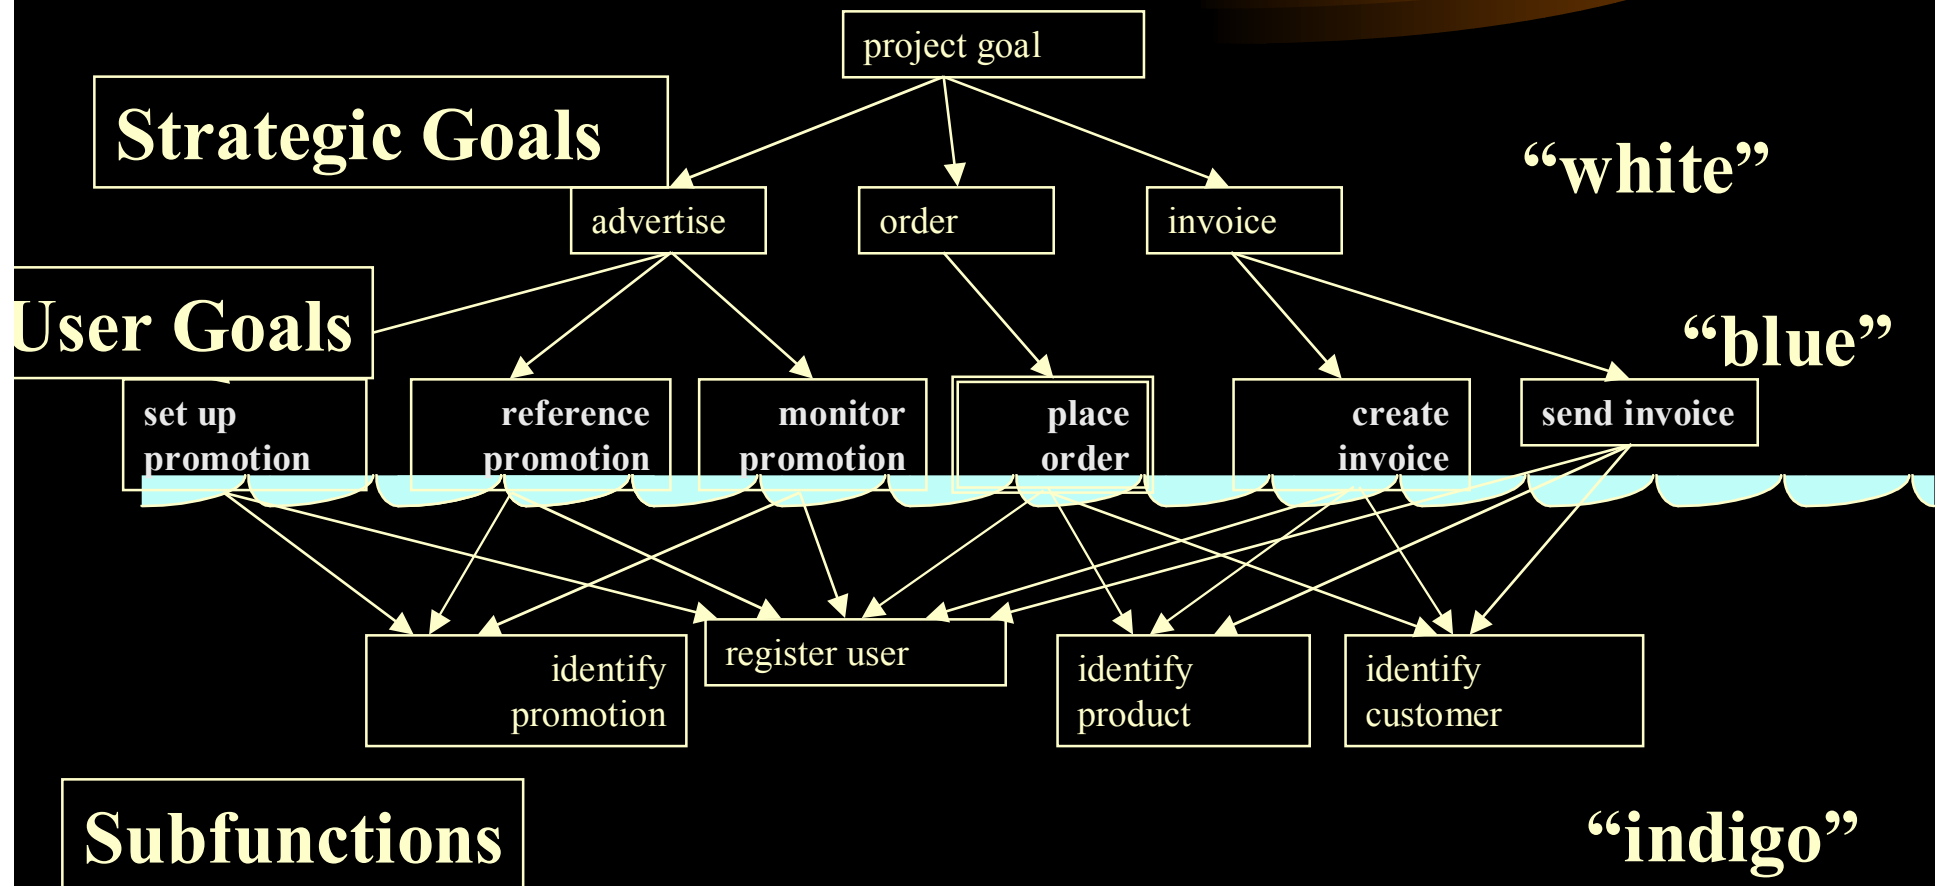 project goal
Strategic Goals
“white”
advertise
order
invoice
User Goals
“blue”
set up
promotion
reference
promotion
monitor
promotion
place
order
create
invoice
send invoice
identify
promotion
register user
identify
product
identify
customer
Subfunctions
“indigo”